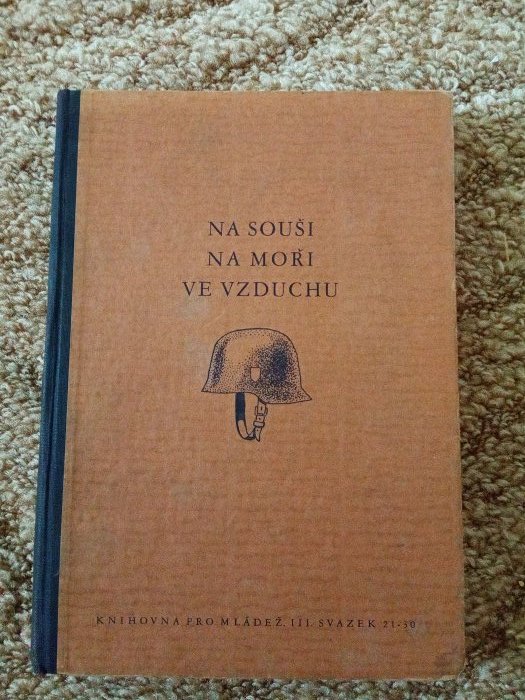 NA SOUŠI
NA MOŘI
VE VZDUCHU
KNIHOVNA PRO MLÁDEŽ. III. SVAZEK 21-30